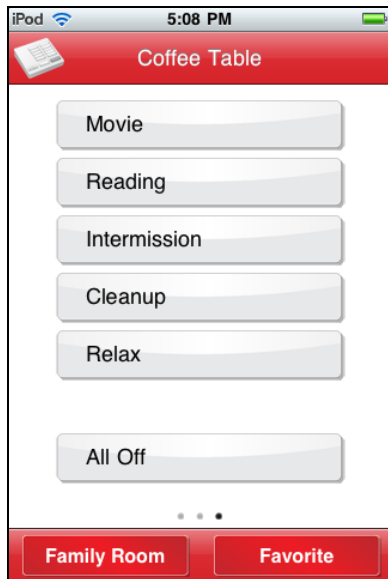 iPod 5:08 PM
Coffee Table
Movie
Reading
Intermission
Cleanup
Relax
All Off
Family Room Favorite